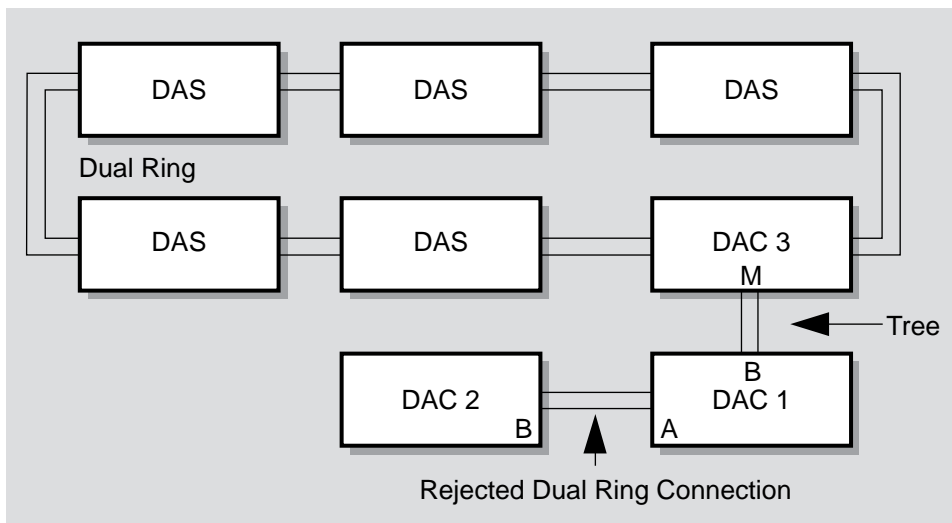 DAS
DAS
DAS
Dual Ring
DAS
DAS
DAC 3
M
Tree
B
DAC 2
DAC 1
B
A
Rejected Dual Ring Connection